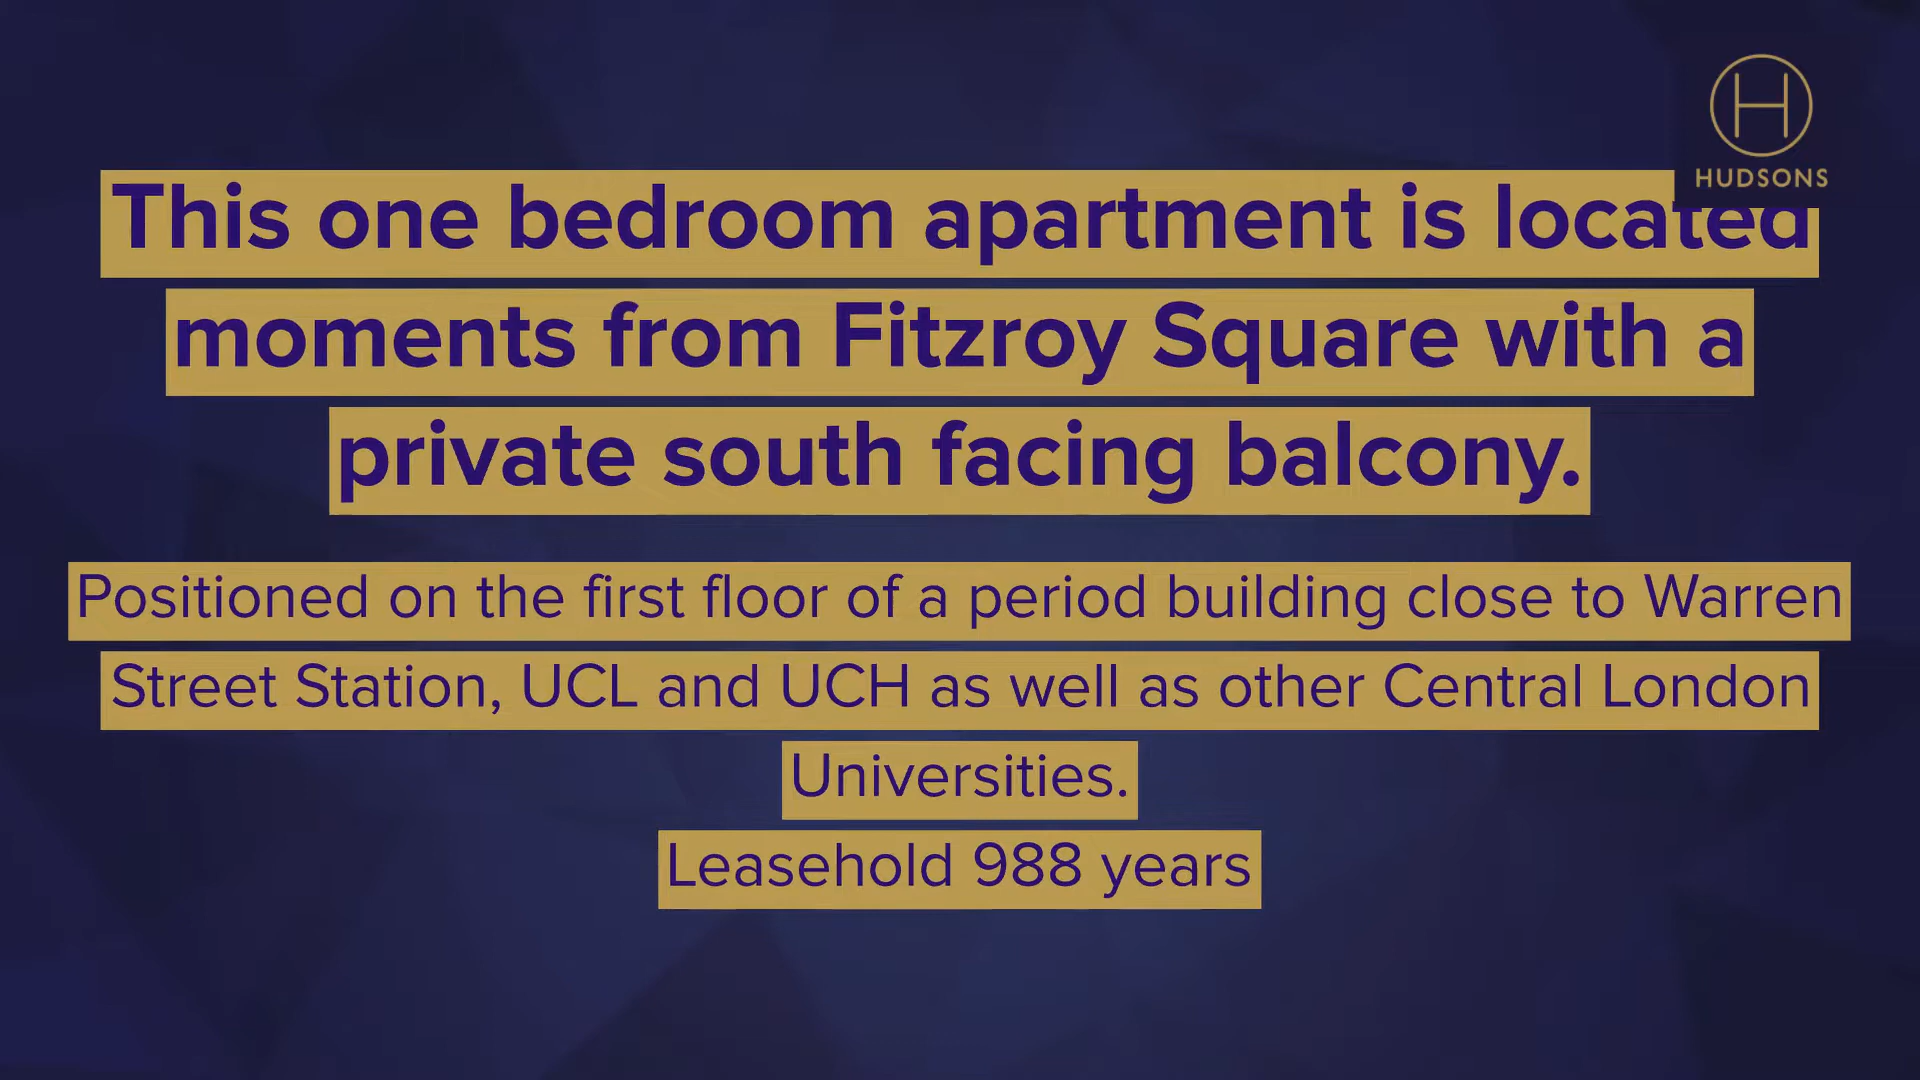 HUDSONS
This one bedroom apartment is located
moments from Fitzroy Square with a
private south facing balcony.
Positioned on the first floor of a period building close to Warren
Street Station, UCL and UCH as well as other Central London
Universities.
Leasehold 988 years